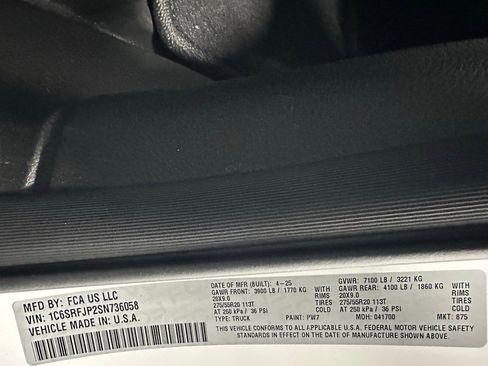 MFD BY: FCA US LLC
VIN: 1C6SRFJP2SN736058
VEHICLE MADE IN: U.S.A.
DATE OF MFR (BUILT): 4-25 GVWR: 7100 LB / 3221 KG
GAWR FRONT: 3900 LB / 1770 KG WITH GAWR REAR: 4100 LB / 1860 KG WITH
20X9.0 RIMS 20X9.0 RIMS
275/55R20 113T TIRES 275/55R20 113T TIRES
AT 250 kPa / 36 PSI COLD AT 250 kPa / 36 PSI COLD
THIS VEHICLE CONFORMS TO ALL APPLICABLE U.S.A. FEDERAL MOTOR VEHICLE SAFETY
STANDARDS IN EFFECT ON THE DATE OF MANUFACTURE SHOWN ABOVE
TYPE: TRUCK PAINT: PW7 MDH: 041700 MKT: 875